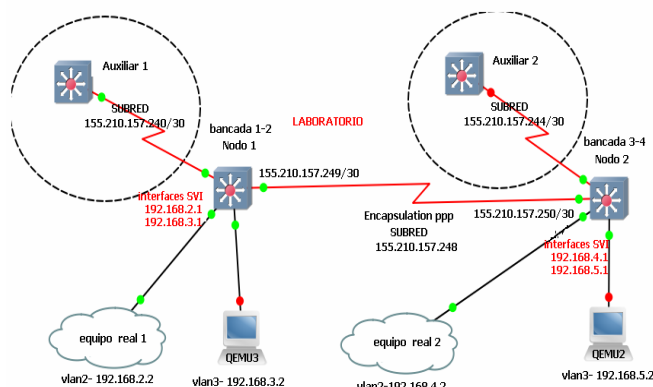 Auxiliar 1
SUBRED
155.210.157.240/30
LABORATORIO
bancada 1-2
Nodo 1
155.210.157.249/30
interfaces SVI
192.168.2.1
192.168.3.1
Auxiliar 2
SUBRED
155.210.157.244/30
bancada 3-4
Nodo 2
Encapsulation ppp
SUBRED
155.210.157.248
155.210.157.250/30
interfaces SVI
192.168.4.1
192.168.5.1
equipo real 1
vlan2- 192.168.2.2
QEMU3
vlan3- 192.168.3.2
equipo real 2
vlan2-192.168.4.2
QEMU2
vlan3- 192.168.5.2